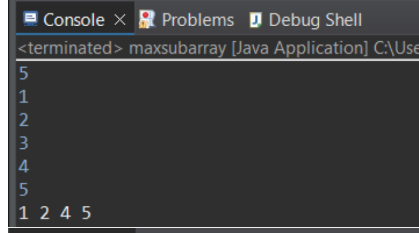 Console × Problems Debug Shell
<terminated> maxsubarray [Java Application] C:\Use
5
1
2
3
4
5
1 2 4 5